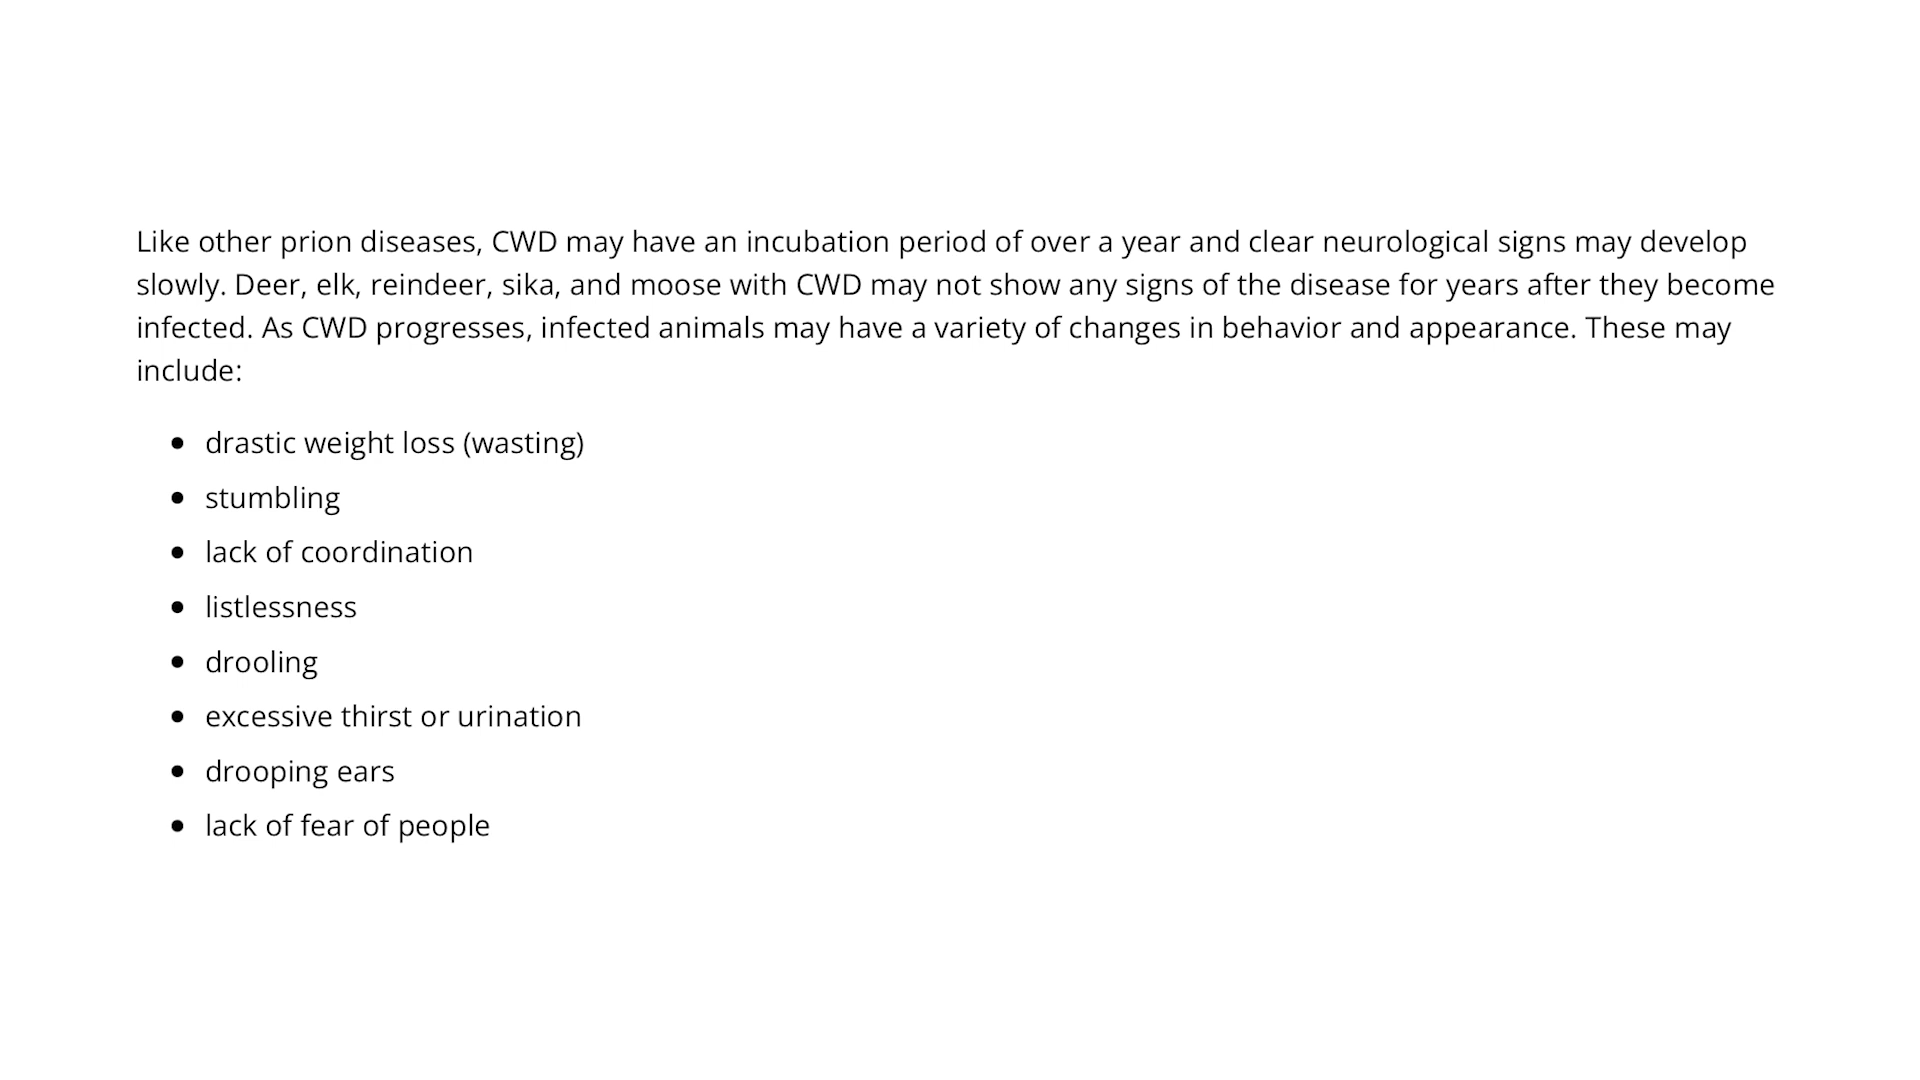 Like other prion diseases, CWD may have an incubation period of over a year and clear neurological signs may develop
slowly. Deer, elk, reindeer, sika, and moose with CWD may not show any signs of the disease for years after they become
infected. As CWD progresses, infected animals may have a variety of changes in behavior and appearance. These may
include:
• drastic weight loss (wasting)
• stumbling
• lack of coordination
• listlessness
• drooling
• excessive thirst or urination
• drooping ears
• lack of fear of people